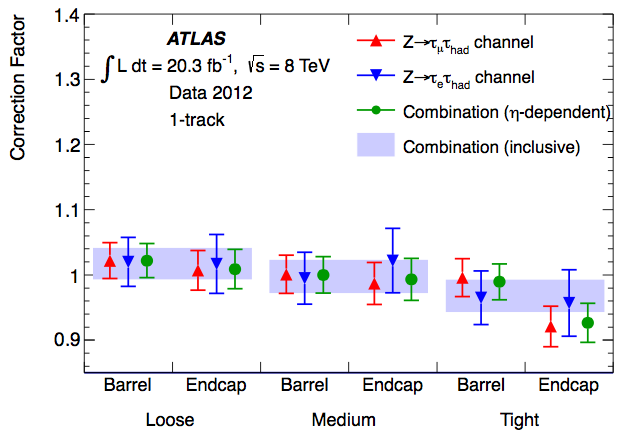 Correction Factor
1.4
1.3
1.2
1.1
1
0.9
ATLAS
∫ L dt = 20.3 fb⁻¹, √s = 8 TeV
Data 2012
1-track
Z→τμτhad channel
Z→τeτhad channel
Combination (η-dependent)
Combination (inclusive)
Barrel Endcap Barrel Endcap Barrel Endcap
Loose Medium Tight